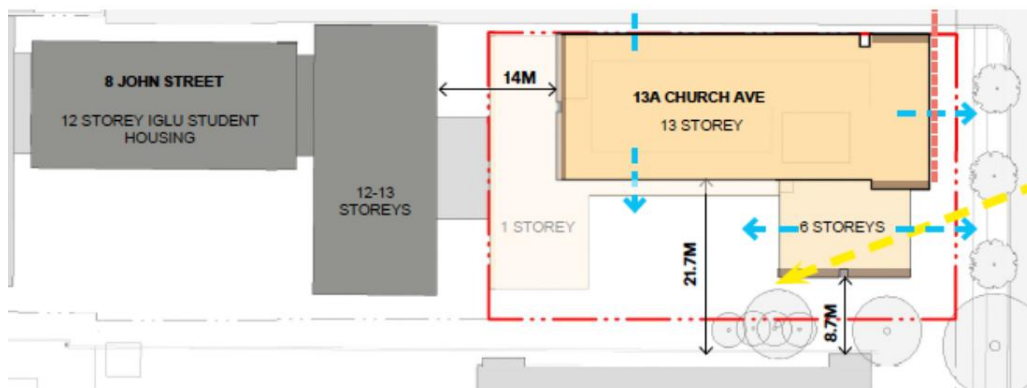 8 JOHN STREET
12 STOREY IGLU STUDENT
HOUSING
12-13
STOREYS
14M
13A CHURCH AVE
13 STOREY
1 STOREY
6 STOREYS
21.7M
8.7M